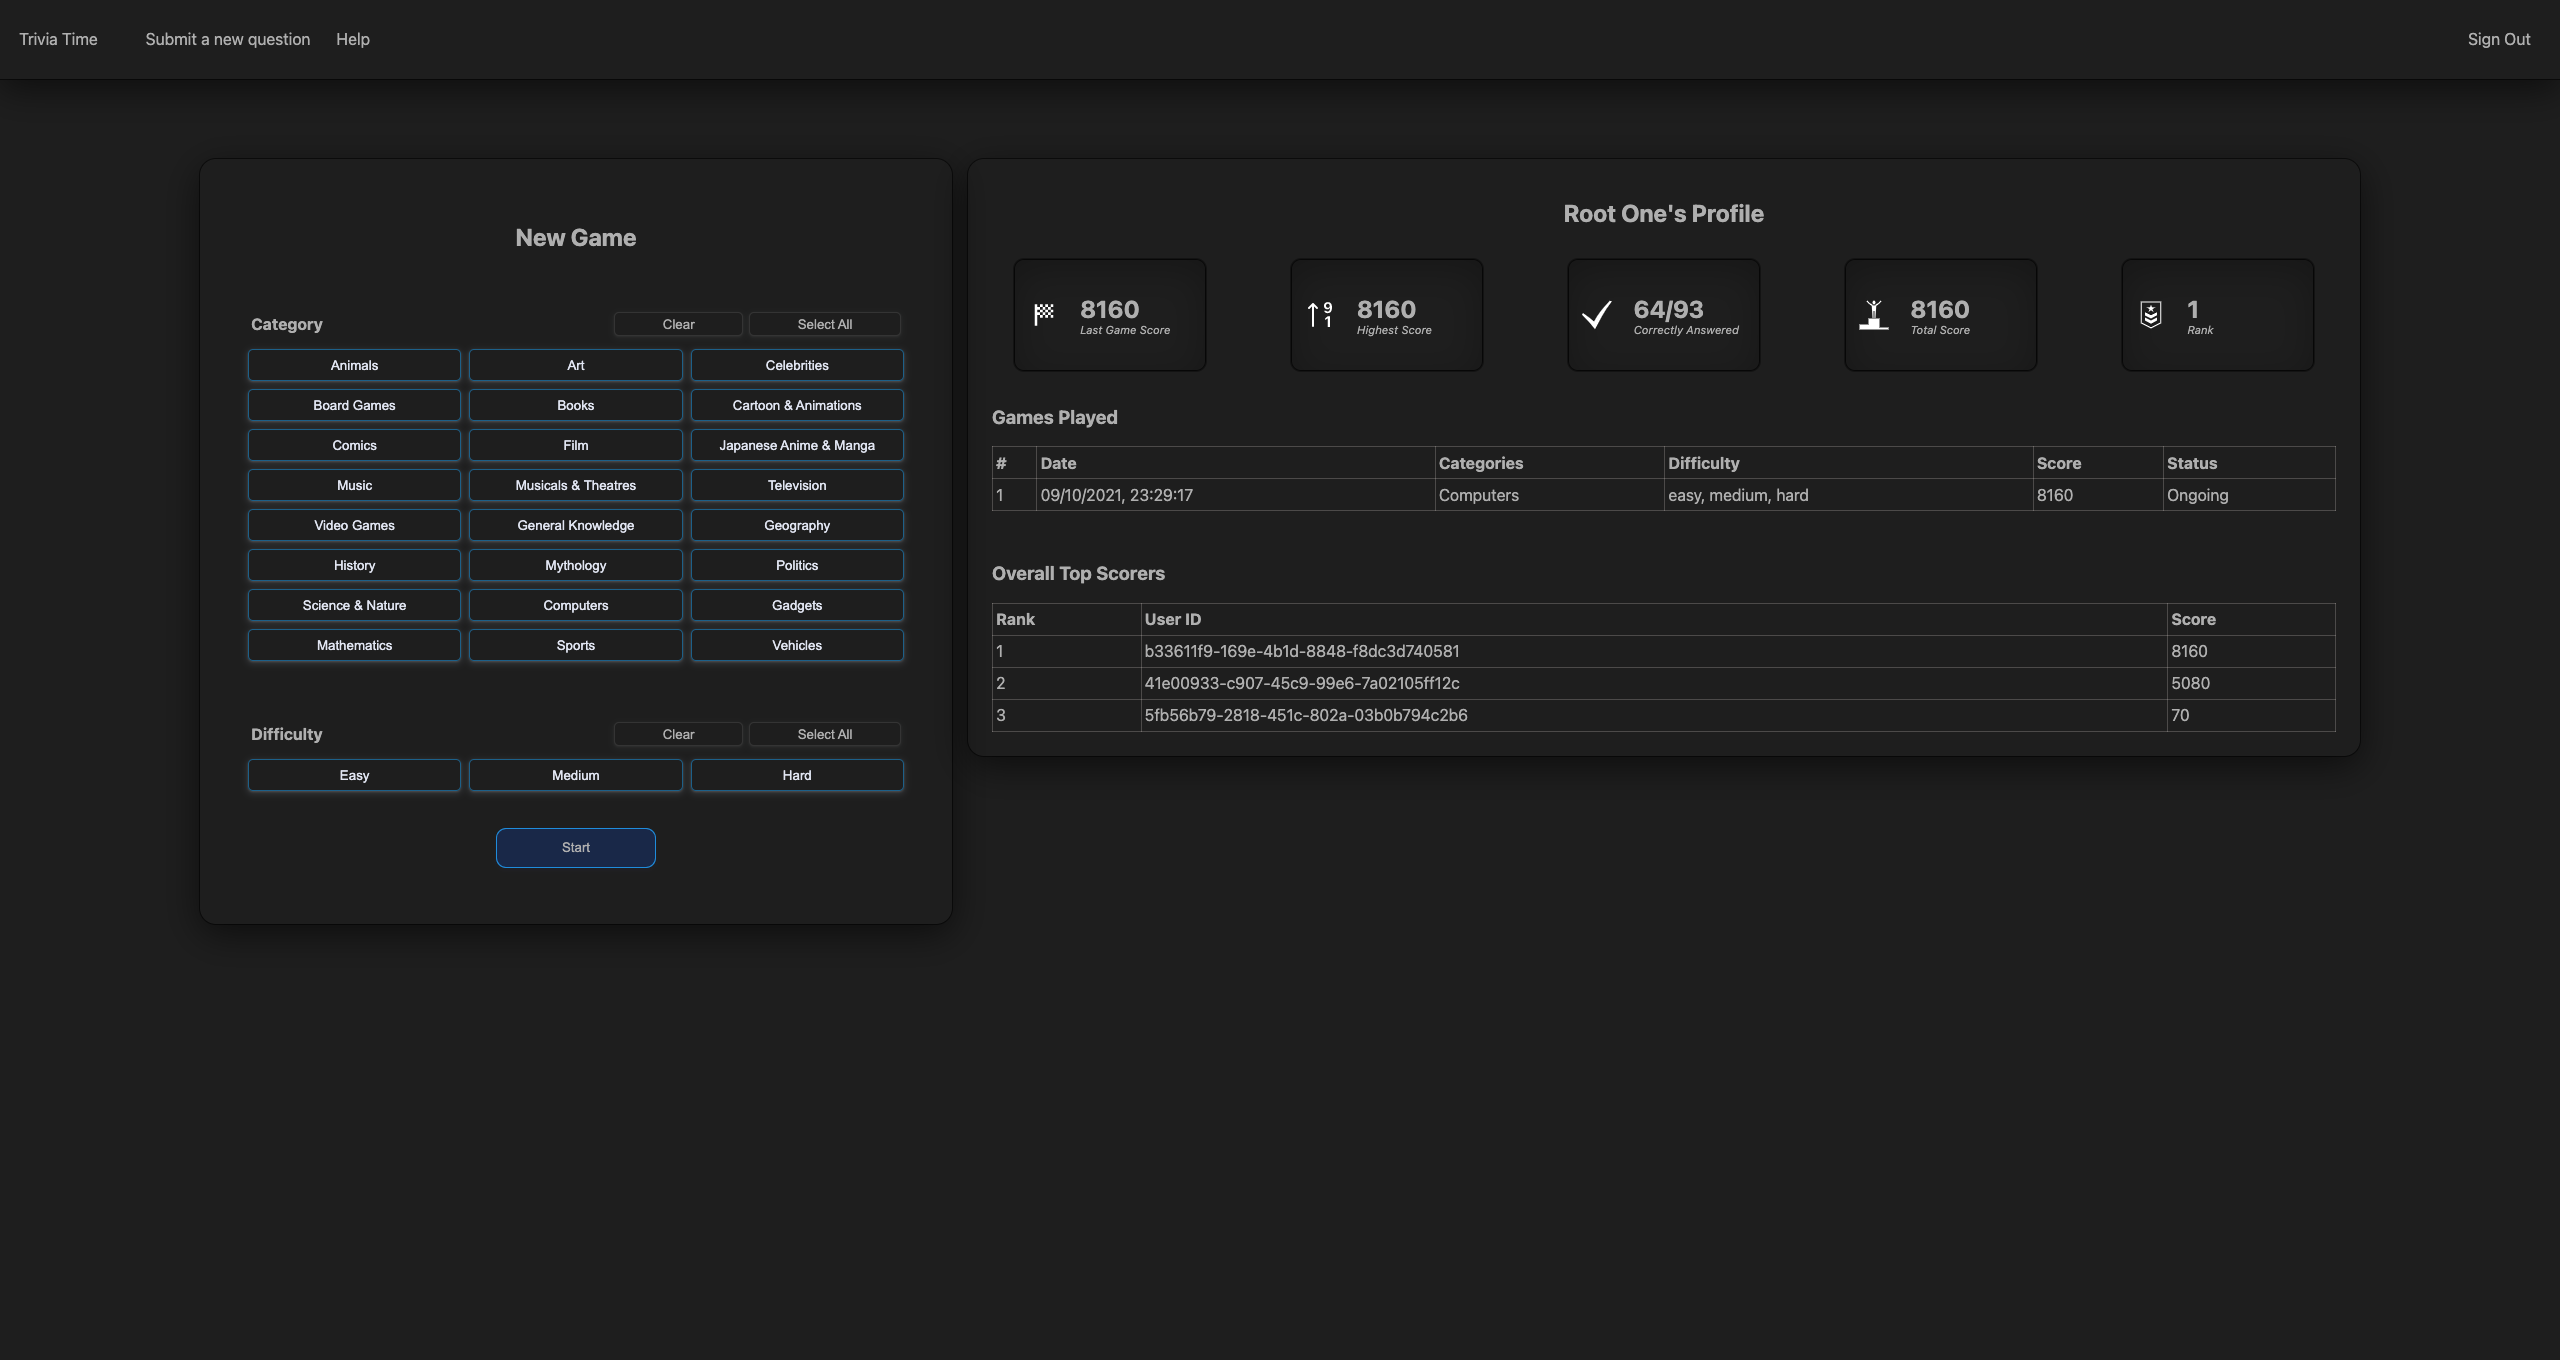 Trivia Time Submit a new question Help Sign Out
New Game
Category Clear Select All
Animals Art Celebrities
Board Games Books Cartoon & Animations
Comics Film Japanese Anime & Manga
Music Musicals & Theatres Television
Video Games General Knowledge Geography
History Mythology Politics
Science & Nature Computers Gadgets
Mathematics Sports Vehicles
Difficulty Clear Select All
Easy Medium Hard
Start
Root One's Profile
8160 9 1 8160 64/93 8160 1
Last Game Score Highest Score Correctly Answered Total Score Rank
Games Played
# Date Categories Difficulty Score Status
1 09/10/2021, 23:29:17 Computers easy, medium, hard 8160 Ongoing
Overall Top Scorers
Rank User ID Score
1 b33611f9-169e-4b1d-8848-f8dc3d740581 8160
2 41e00933-c907-45c9-99e6-7a02105ff12c 5080
3 5fb56b79-2818-451c-802a-03b0b794c2b6 70